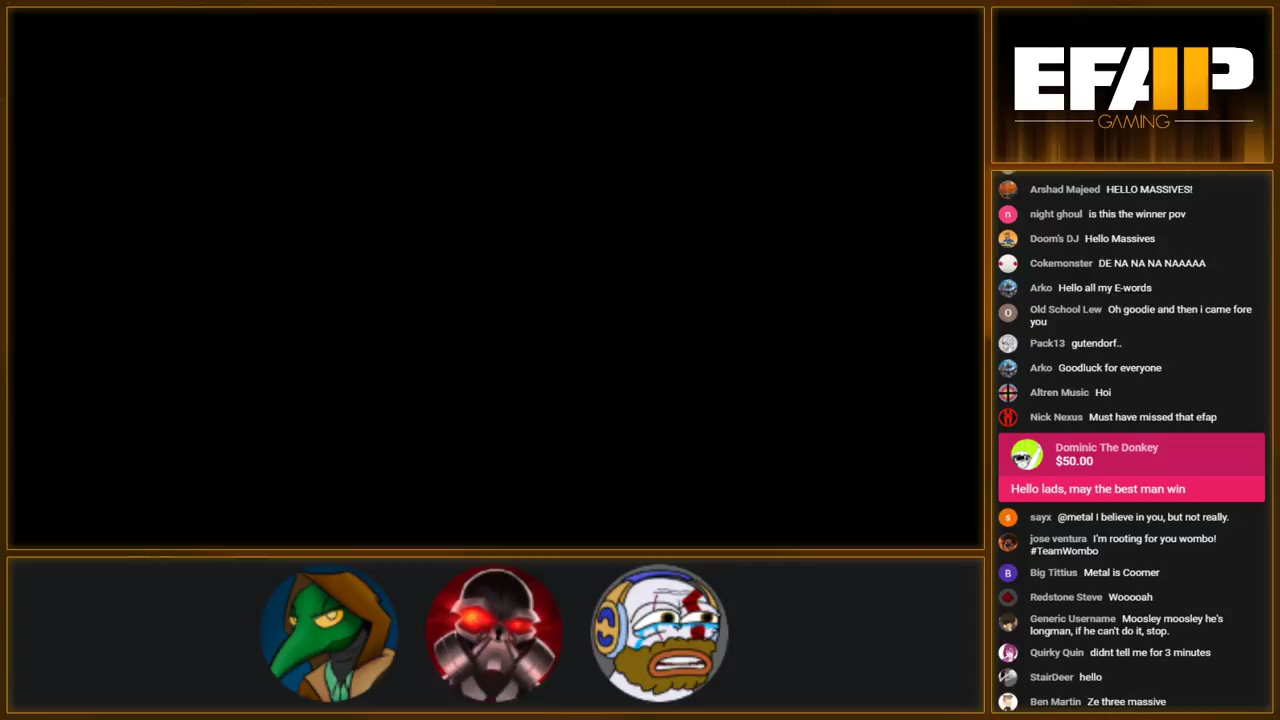 EFAP
GAMING
Arshad Majeed HELLO MASSIVES!
n night ghoul is this the winner pov
Doom's DJ Hello Massives
Cokemonster DE NA NA NA NAAAAA
Arko Hello all my E-words
O Old School Lew Oh goodie and then i came fore
you
Pack13 gutendorf..
Arko Goodluck for everyone
Altren Music Hoi
Nick Nexus Must have missed that efap
Dominic The Donkey
$50.00
Hello lads, may the best man win
s sayx @metal I believe in you, but not really.
jose ventura I'm rooting for you wombo!
#TeamWombo
B Big Tittius Metal is Coomer
Redstone Steve Wooooah
Generic Username Moosley moosley he's
longman, if he can't do it, stop.
Quirky Quin didnt tell me for 3 minutes
StairDeer hello
Ben Martin Ze three massive